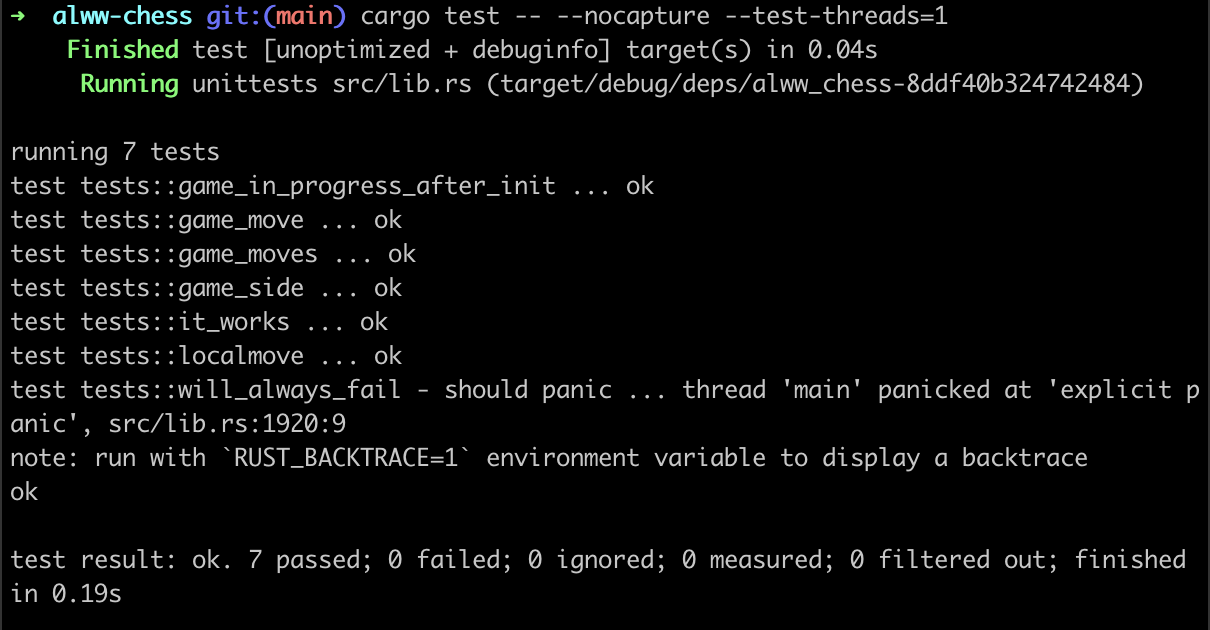 ➜  alww-chess git:(main) cargo test -- --nocapture --test-threads=1
    Finished test [unoptimized + debuginfo] target(s) in 0.04s
     Running unittests src/lib.rs (target/debug/deps/alww_chess-8ddf40b324742484)

running 7 tests
test tests::game_in_progress_after_init ... ok
test tests::game_move ... ok
test tests::game_moves ... ok
test tests::game_side ... ok
test tests::it_works ... ok
test tests::localmove ... ok
test tests::will_always_fail - should panic ... thread 'main' panicked at 'explicit p
anic', src/lib.rs:1920:9
note: run with `RUST_BACKTRACE=1` environment variable to display a backtrace
ok

test result: ok. 7 passed; 0 failed; 0 ignored; 0 measured; 0 filtered out; finished
in 0.19s